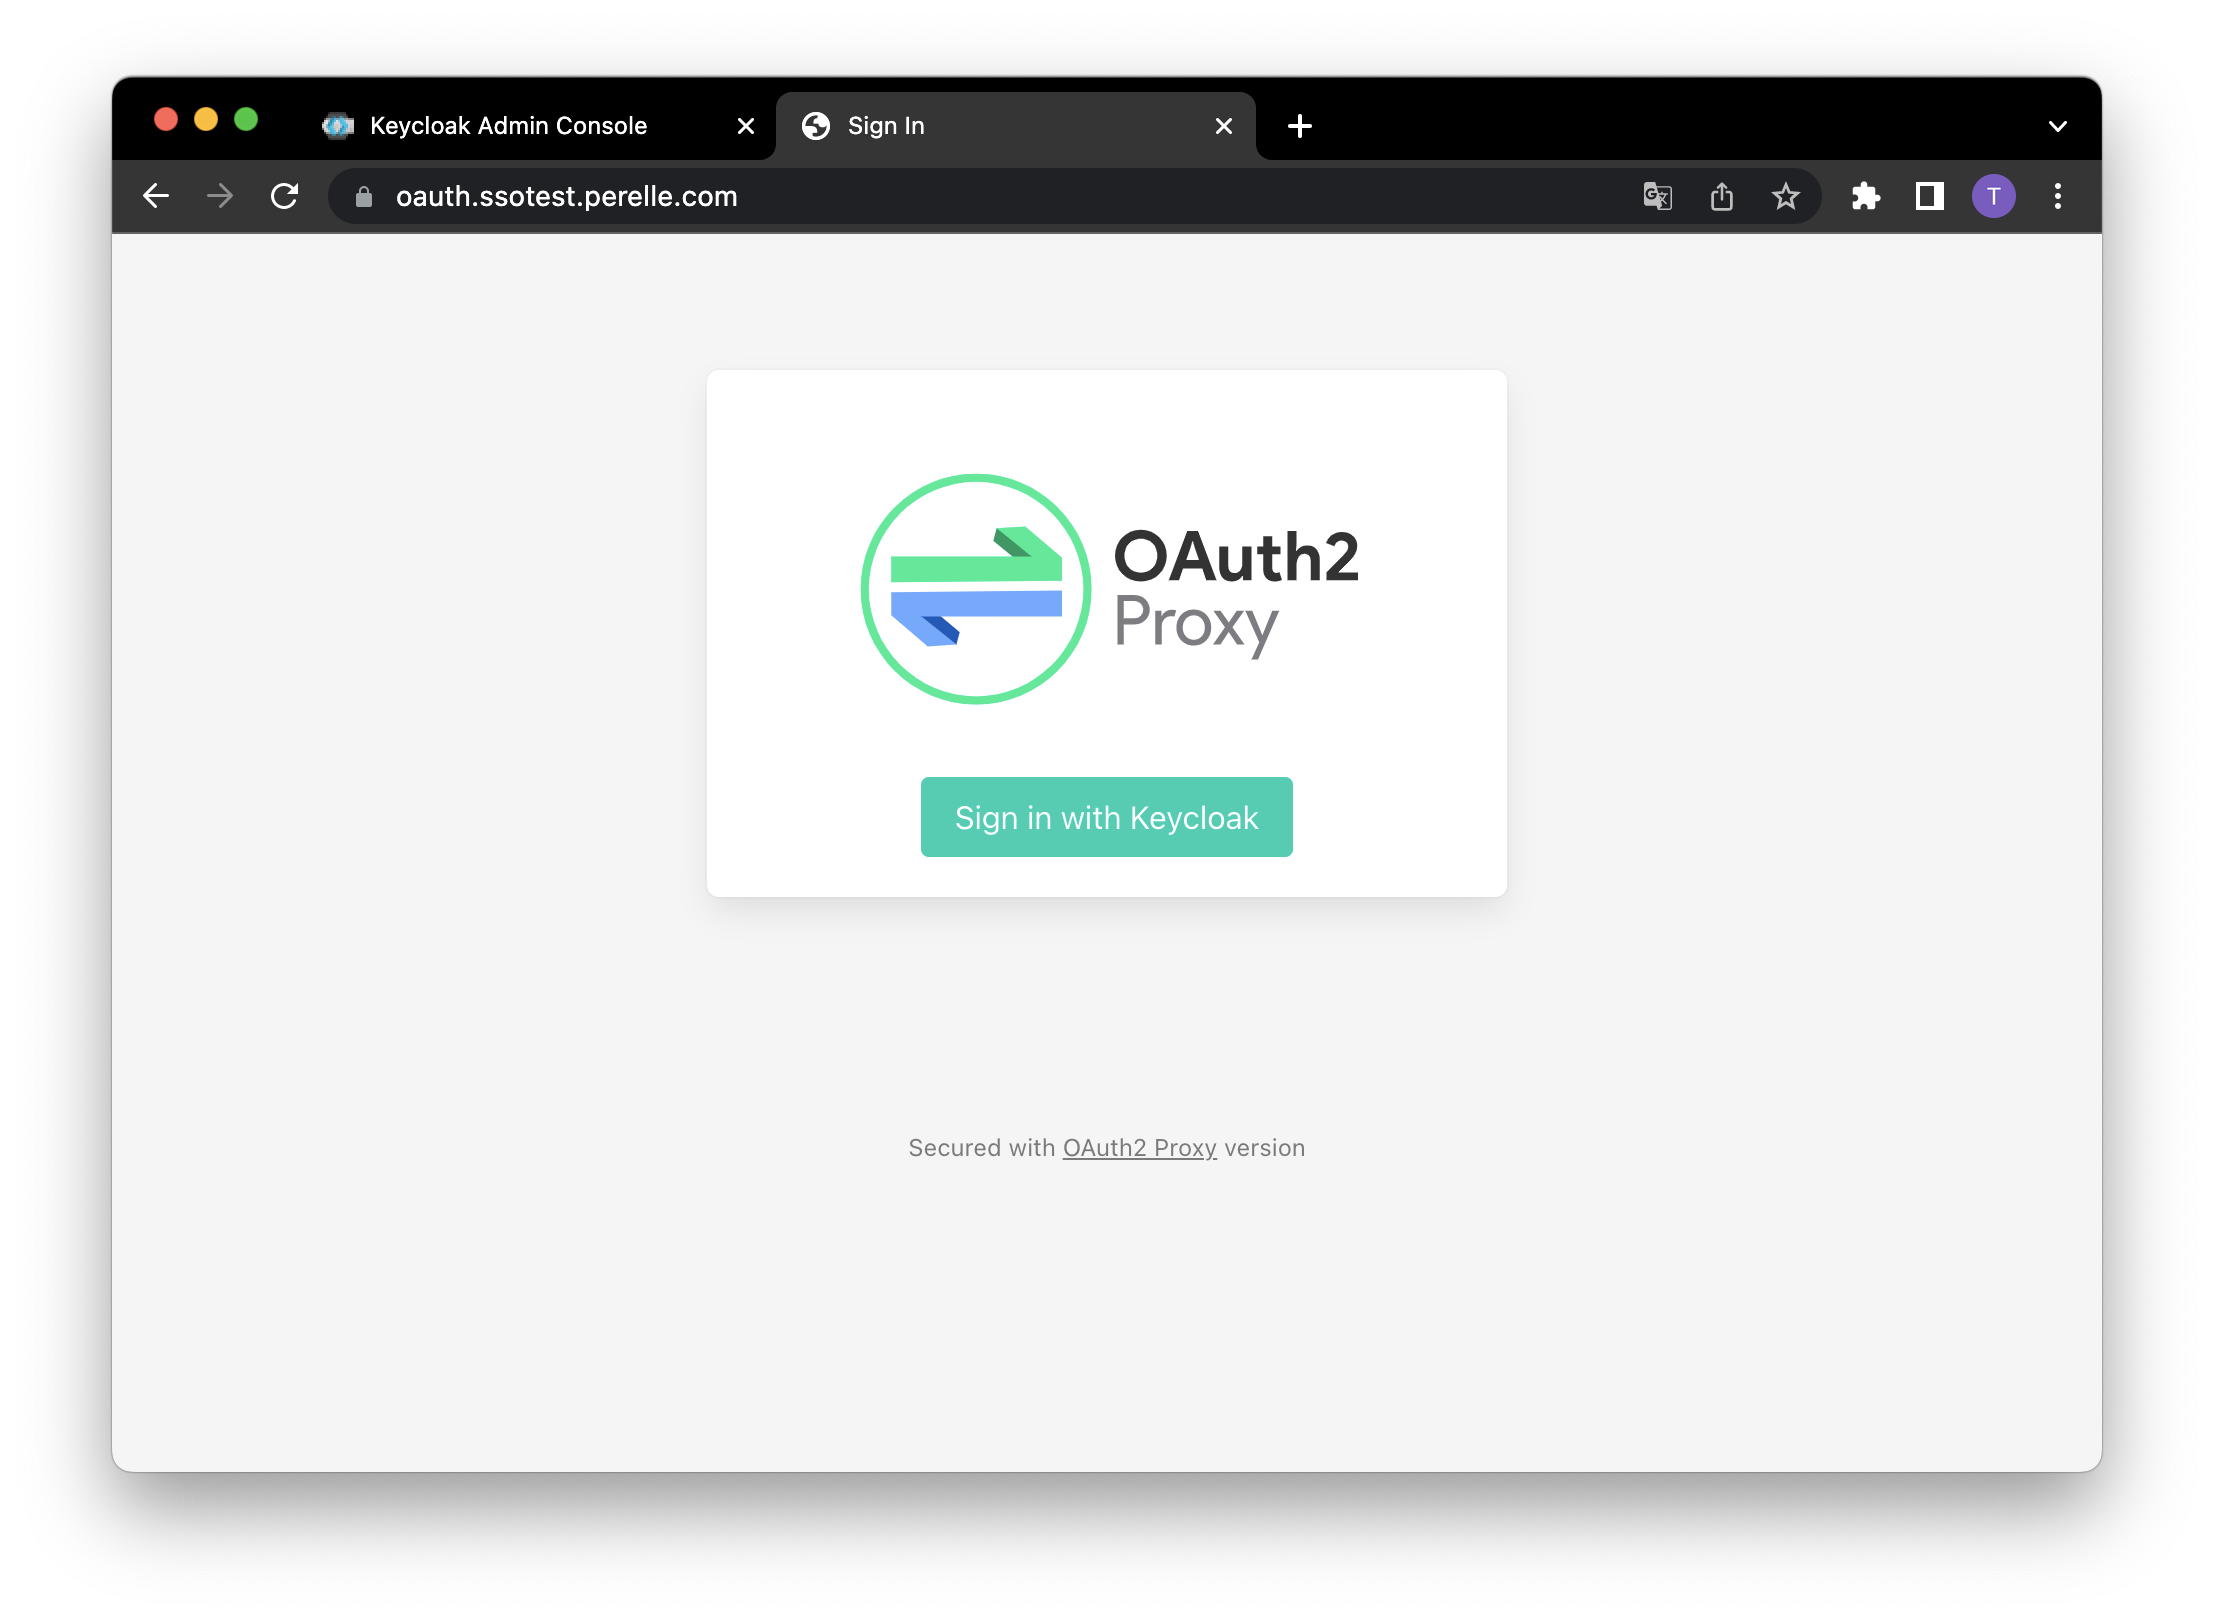 Keycloak Admin Console
Sign In
oauth.ssotest.perelle.com
T
OAuth2
Proxy
Sign in with Keycloak
Secured with OAuth2 Proxy version